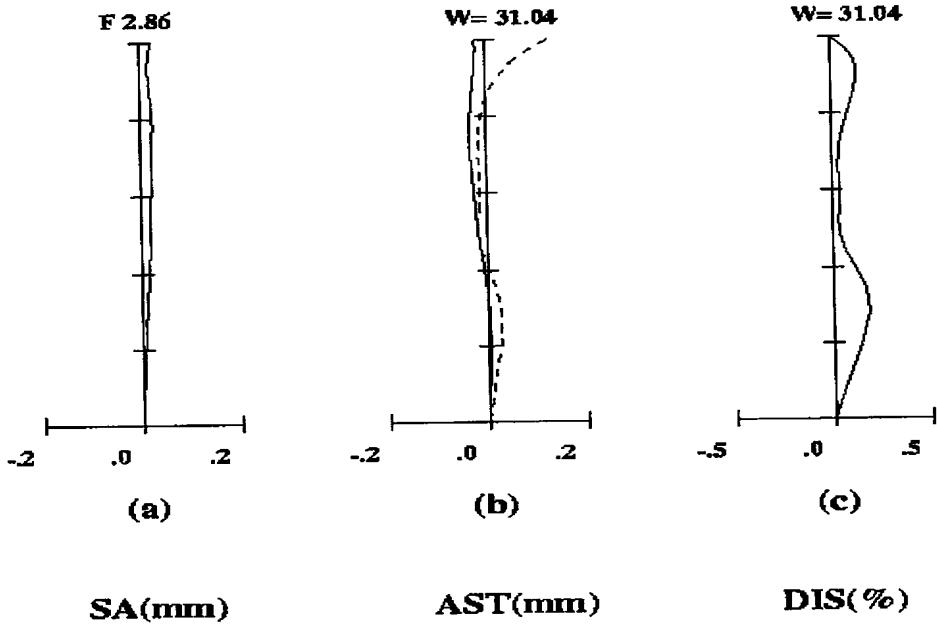 F 2.86 W= 31.04 W= 31.04
-.2 .0 .2 -.2 .0 .2 -.5 .0 .5
(a) (b) (c)
SA(mm) AST(mm) DIS(%)